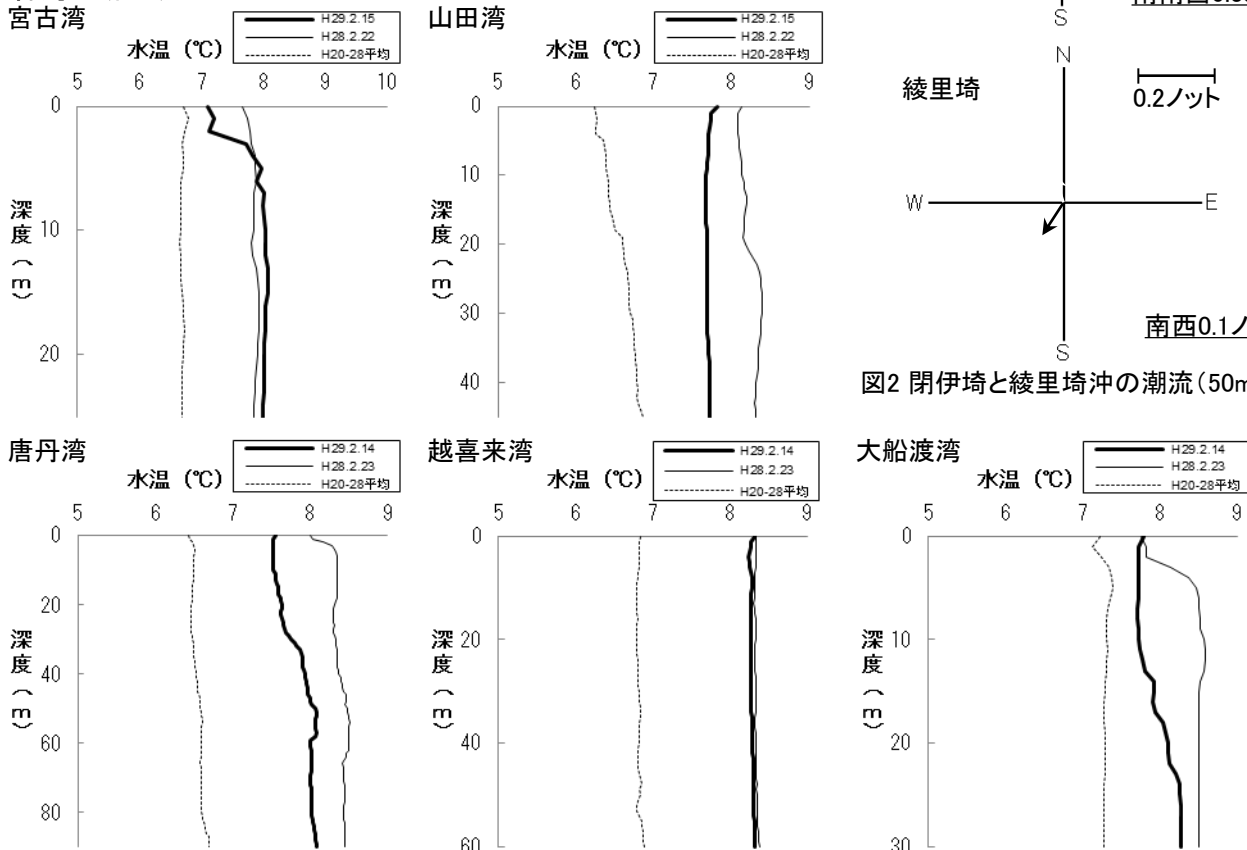 宮古湾
水温 (℃)
H29.2.15
H28.2.22
H20-28平均
5 6 7 8 9 10
0
10
20
深度(m)
山田湾
水温 (℃)
H29.2.15
H28.2.22
H20-28平均
5 6 7 8 9
0
10
20
30
40
深度(m)
S
N
綾里埼
0.2ノット
W
E
S
南西0.1ノ
図2 閉伊埼と綾里埼沖の潮流(50m
唐丹湾
水温 (℃)
H29.2.14
H28.2.23
H20-28平均
5 6 7 8 9
0
20
40
60
80
深度(m)
越喜来湾
水温 (℃)
H29.2.14
H28.2.23
H20-28平均
5 6 7 8 9
0
20
40
60
深度(m)
大船渡湾
水温 (℃)
H29.2.14
H28.2.23
H20-28平均
5 6 7 8 9
0
10
20
30
深度(m)